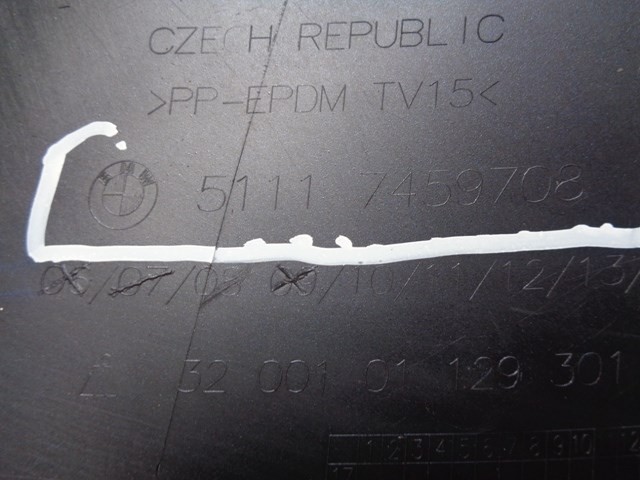 CZECH REPUBLIC
>PP-EPDM TV15<
BMW 5111 7459708
06/07/08/09/10/11/12/13/
32 001 01 129 301
1 2 3 4 5 6 7 8 9 10
17